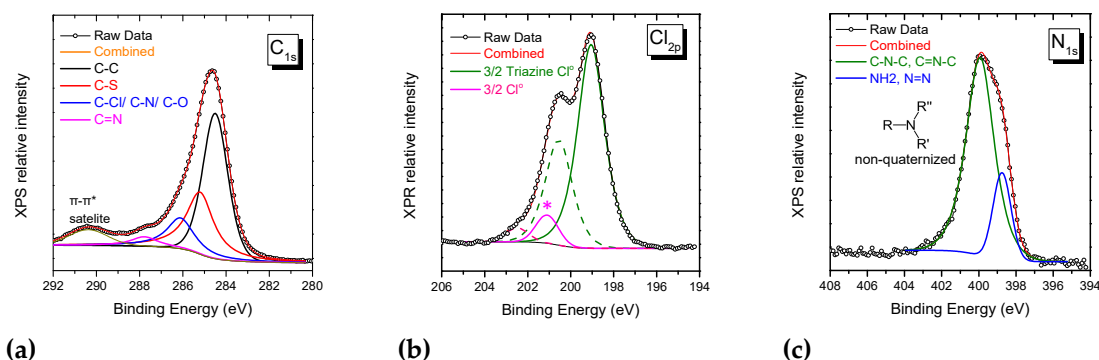 Raw Data
Combined
C-C
C-S
C-Cl/ C-N/ C-O
C=N
C1s
π-π*
satelite
XPS relative intensity
292 290 288 286 284 282 280
Binding Energy (eV)
(a)
Raw Data
Combined
3/2 Triazine Cl°
3/2 Cl°
Cl2p
*
XPR relative intensity
206 204 202 200 198 196 194
Binding Energy (eV)
(b)
Raw Data
Combined
C-N-C, C=N-C
NH2, N=N
N1s
R"
R—N
R'
non-quaternized
XPS relative intensity
408 406 404 402 400 398 396 394
Binding Energy (eV)
(c)